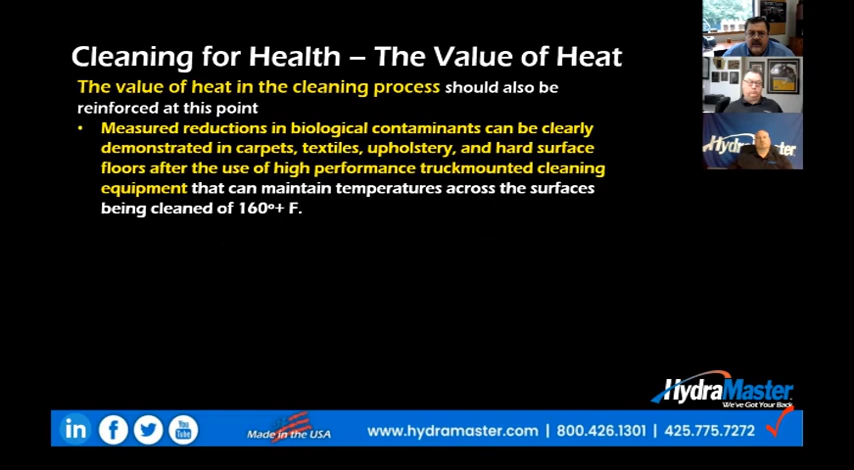 Cleaning for Health – The Value of Heat
The value of heat in the cleaning process should also be
reinforced at this point
• Measured reductions in biological contaminants can be clearly
demonstrated in carpets, textiles, upholstery, and hard surface
floors after the use of high performance truckmounted cleaning
equipment that can maintain temperatures across the surfaces
being cleaned of 160º+ F.
HydraMaster
We've Got Your Back
in
f
You
Tube
Made in the USA
www.hydramaster.com | 800.426.1301 | 425.775.7272